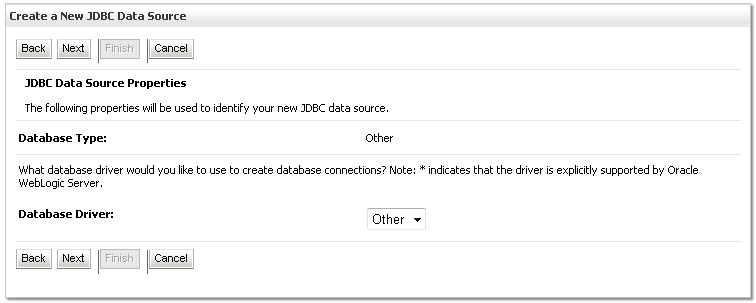 Create a New JDBC Data Source
Back Next Finish Cancel
JDBC Data Source Properties
The following properties will be used to identify your new JDBC data source.
Database Type: Other
What database driver would you like to use to create database connections? Note: * indicates that the driver is explicitly supported by Oracle
WebLogic Server.
Database Driver: Other
Back Next Finish Cancel